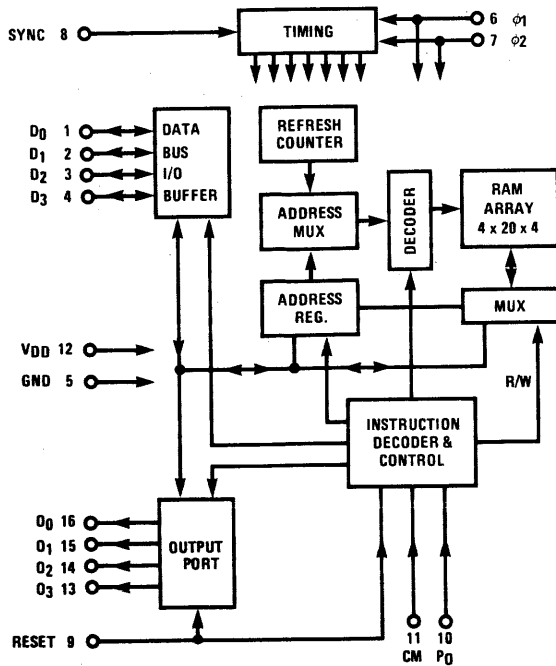 SYNC 8
TIMING
6 ϕ1
7 ϕ2
D0 1
D1 2
D2 3
D3 4
DATA
BUS
I/O
BUFFER
REFRESH
COUNTER
ADDRESS
MUX
DECODER
RAM
ARRAY
4 x 20 x 4
ADDRESS
REG.
MUX
VDD 12
GND 5
R/W
INSTRUCTION
DECODER &
CONTROL
O0 16
O1 15
O2 14
O3 13
OUTPUT
PORT
RESET 9
11
CM
10
P0